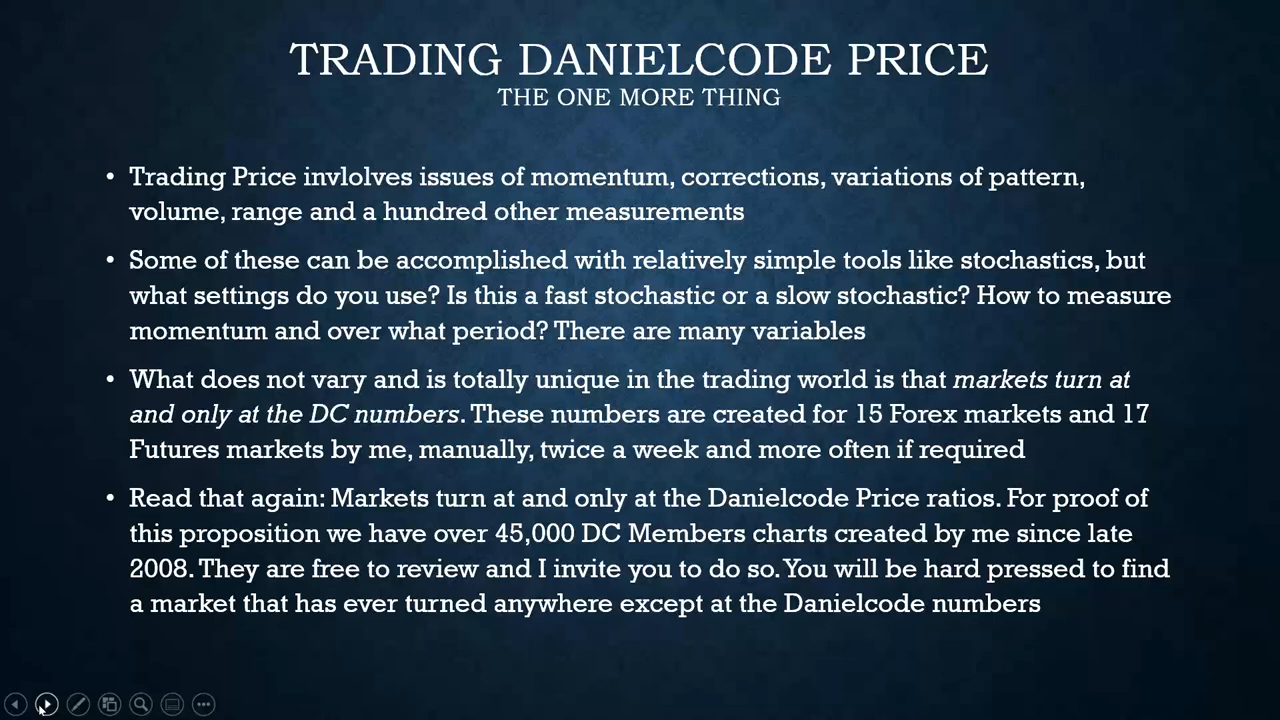 TRADING DANIELCODE PRICE
THE ONE MORE THING
• Trading Price invlolves issues of momentum, corrections, variations of pattern,
volume, range and a hundred other measurements
• Some of these can be accomplished with relatively simple tools like stochastics, but
what settings do you use? Is this a fast stochastic or a slow stochastic? How to measure
momentum and over what period? There are many variables
• What does not vary and is totally unique in the trading world is that markets turn at
and only at the DC numbers. These numbers are created for 15 Forex markets and 17
Futures markets by me, manually, twice a week and more often if required
• Read that again: Markets turn at and only at the Danielcode Price ratios. For proof of
this proposition we have over 45,000 DC Members charts created by me since late
2008. They are free to review and I invite you to do so. You will be hard pressed to find
a market that has ever turned anywhere except at the Danielcode numbers